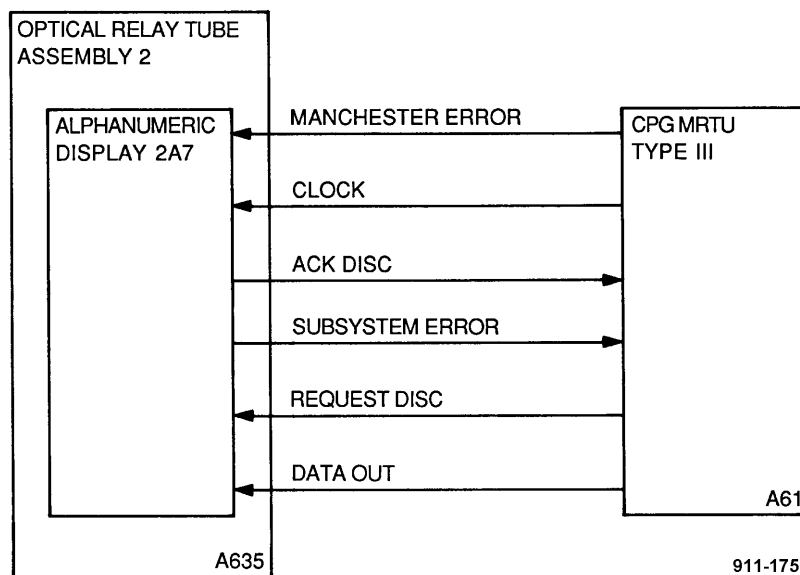 OPTICAL RELAY TUBE
ASSEMBLY 2
ALPHANUMERIC
DISPLAY 2A7
MANCHESTER ERROR
CLOCK
ACK DISC
SUBSYSTEM ERROR
REQUEST DISC
DATA OUT
CPG MRTU
TYPE III
A61
A635
911-175